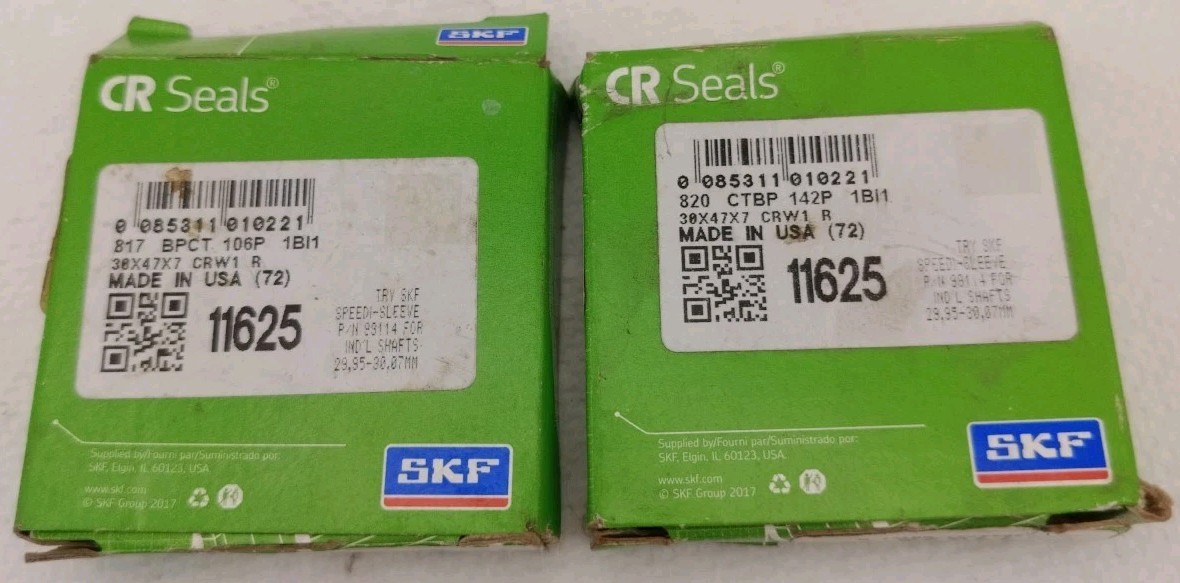 SKF
CR Seals®
0 085311 010221
817 BPCT 106P 1BI1
30X47X7 CRW1 R
MADE IN USA (72)
11625
TRY SKF
SPEEDI-SLEEVE
P/N 99114 FOR
IND'L SHAFTS
29,95-30,07MM
Supplied by/Fourni par/Suministrado por:
SKF, Elgin, IL 60123, USA
www.skf.com
© SKF Group 2017
SKF
CR Seals®
0 085311 010221
820 CTBP 142P 1BI1
30X47X7 CRW1 R
MADE IN USA (72)
11625
TRY SKF
SPEEDI-SLEEVE
P/N 99114 FOR
IND'L SHAFTS
29,95-30,07MM
Supplied by/Fourni par/Suministrado por:
SKF, Elgin, IL 60123, USA.
www.skf.com
© SKF Group 2017
SKF